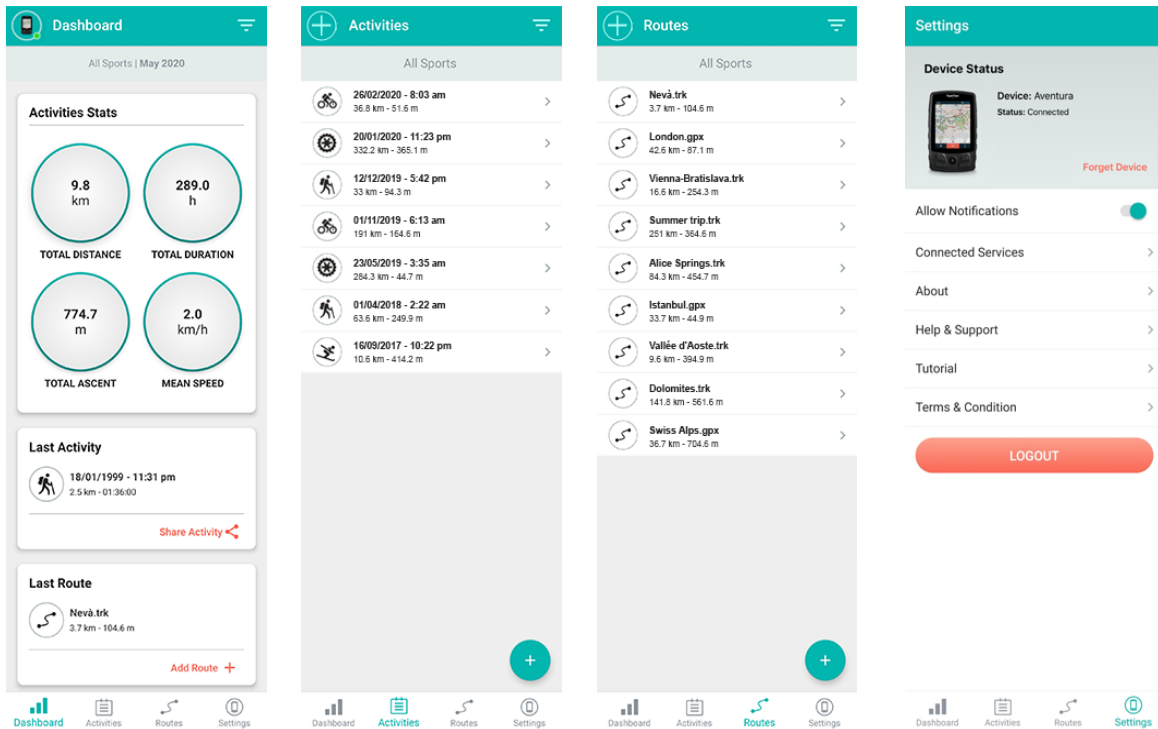 Dashboard
All Sports | May 2020
Activities Stats
9.8
km
TOTAL DISTANCE
289.0
h
TOTAL DURATION
774.7
m
TOTAL ASCENT
2.0
km/h
MEAN SPEED
Last Activity
18/01/1999 - 11:31 pm
2.5 km - 01:36:00
Share Activity
Last Route
Nevà.trk
3.7 km - 104.6 m
Add Route +
Dashboard
Activities
Routes
Settings
Activities
All Sports
26/02/2020 - 8:03 am
36.8 km - 51.6 m
20/01/2020 - 11:23 pm
332.2 km - 365.1 m
12/12/2019 - 5:42 pm
33 km - 94.3 m
01/11/2019 - 6:13 am
191 km - 164.6 m
23/05/2019 - 3:35 am
284.3 km - 44.7 m
01/04/2018 - 2:22 am
63.6 km - 249.9 m
16/09/2017 - 10:22 pm
10.6 km - 414.2 m
Dashboard
Activities
Routes
Settings
Routes
All Sports
Nevà.trk
3.7 km - 104.6 m
London.gpx
42.6 km - 87.1 m
Vienna-Bratislava.trk
16.6 km - 254.3 m
Summer trip.trk
251 km - 364.6 m
Alice Springs.trk
84.3 km - 454.7 m
Istanbul.gpx
33.7 km - 44.9 m
Vallée d'Aoste.trk
9.6 km - 394.9 m
Dolomites.trk
141.8 km - 561.6 m
Swiss Alps.gpx
36.7 km - 704.6 m
Dashboard
Activities
Routes
Settings
Settings
Device Status
Device: Aventura
Status: Connected
Forget Device
Allow Notifications
Connected Services
About
Help & Support
Tutorial
Terms & Condition
LOGOUT
Dashboard
Activities
Routes
Settings